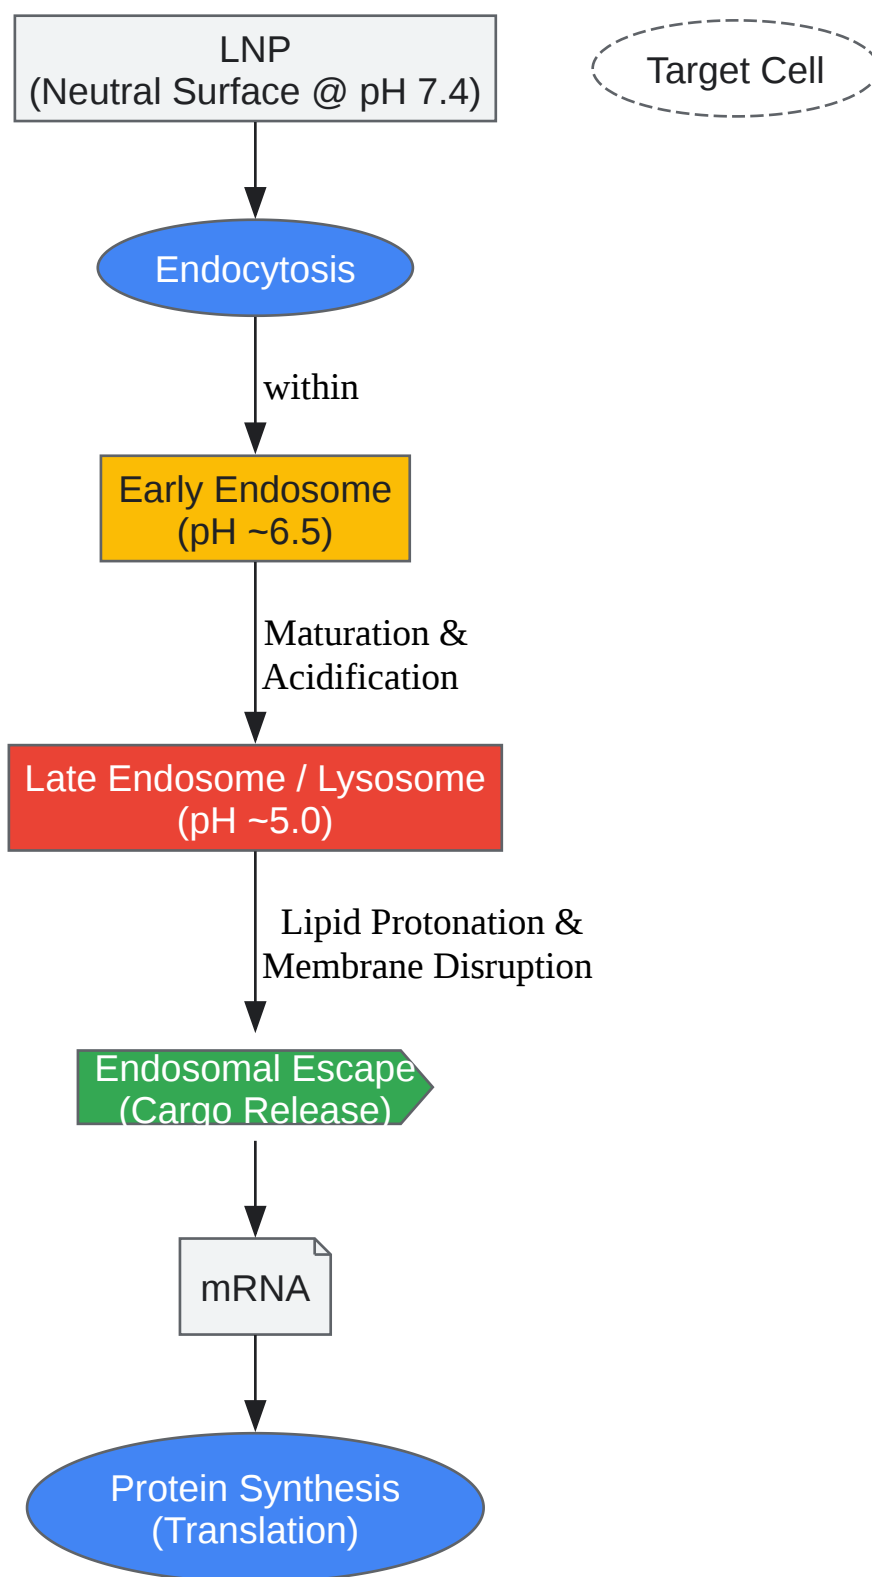 LNP
(Neutral Surface @ pH 7.4)
Target Cell
Endocytosis
within
Early Endosome
(pH ~6.5)
Maturation &
Acidification
Late Endosome / Lysosome
(pH ~5.0)
Lipid Protonation &
Membrane Disruption
Endosomal Escape
(Cargo Release)
mRNA
Protein Synthesis
(Translation)